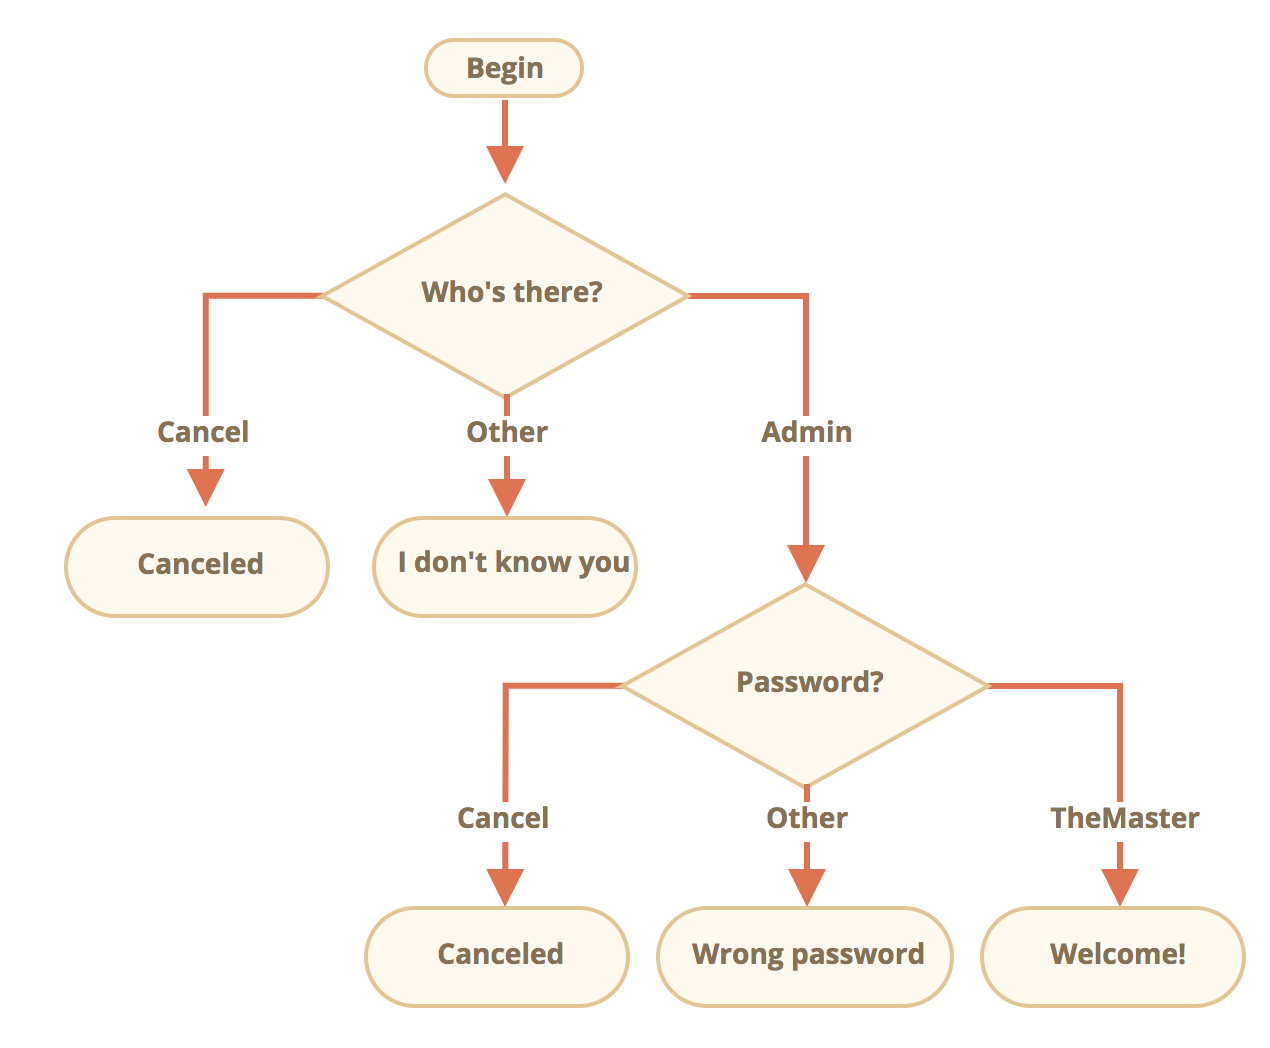 Begin
Who's there?
Cancel
Other
Admin
Canceled
I don't know you
Password?
Cancel
Other
TheMaster
Canceled
Wrong password
Welcome!